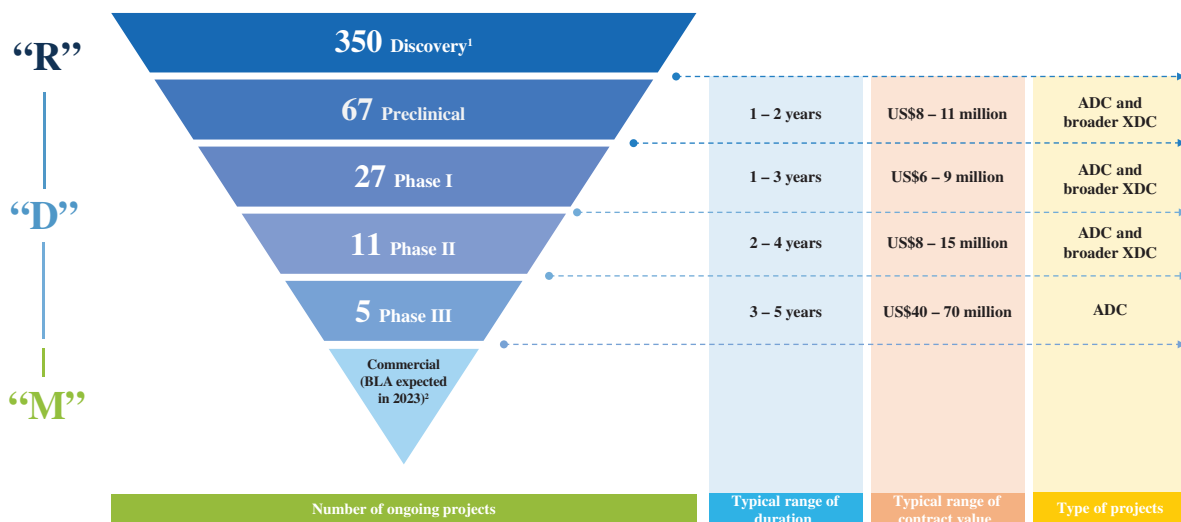 “R”
350 Discovery¹
67 Preclinical
1 – 2 years
US$8 – 11 million
ADC and
broader XDC
27 Phase I
1 – 3 years
US$6 – 9 million
ADC and
broader XDC
“D”
11 Phase II
2 – 4 years
US$8 – 15 million
ADC and
broader XDC
5 Phase III
3 – 5 years
US$40 – 70 million
ADC
“M”
Commercial
(BLA expected
in 2023)²
Number of ongoing projects
Typical range of
duration
Typical range of
contract value
Type of projects